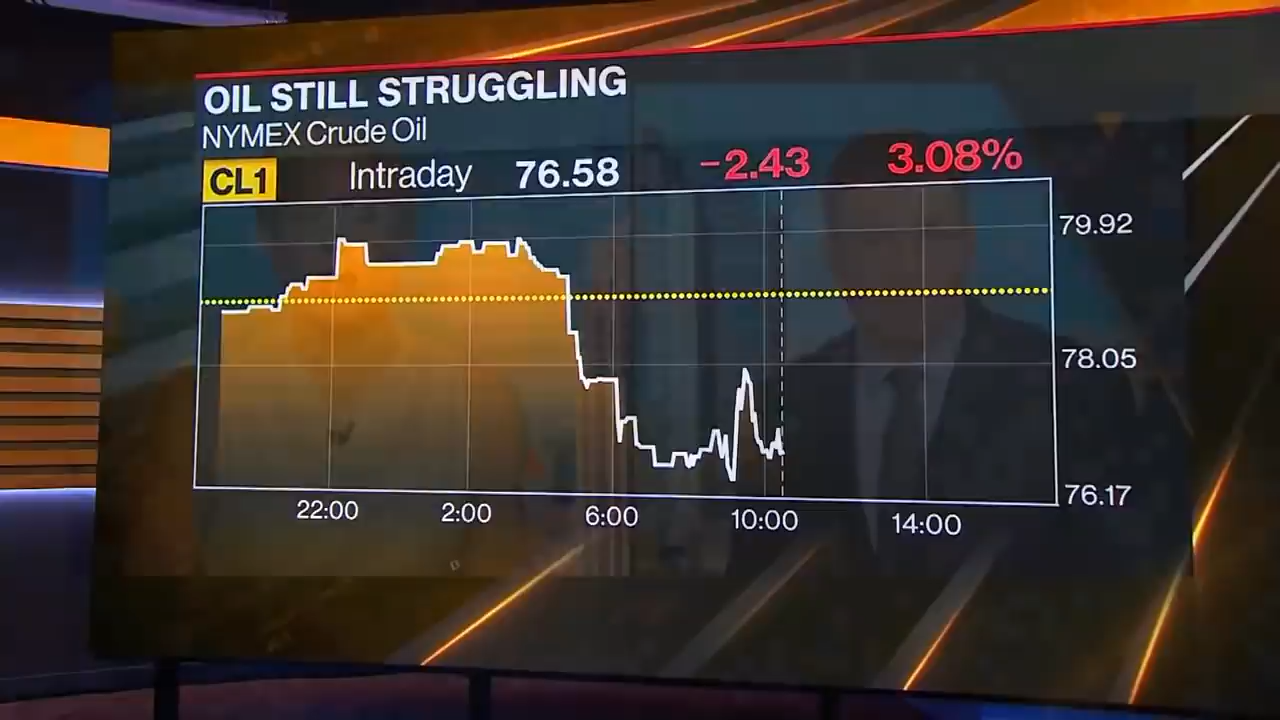 OIL STILL STRUGGLING
NYMEX Crude Oil
CL1 Intraday 76.58 -2.43 3.08%
79.92
78.05
76.17
22:00 2:00 6:00 10:00 14:00